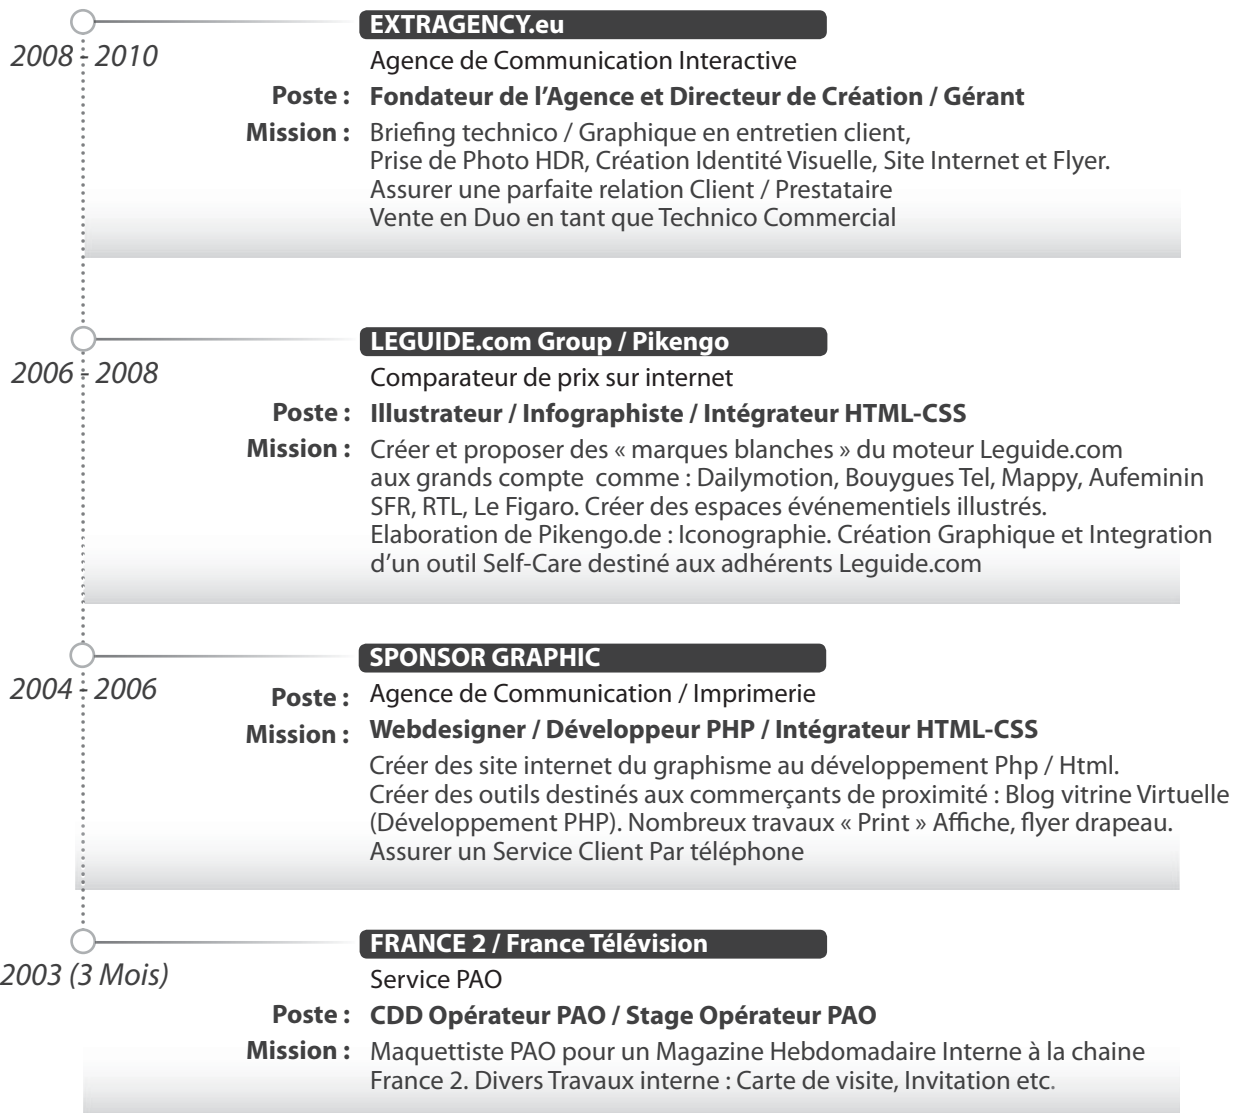 EXTRAGENCY.eu
2008 - 2010
Agence de Communication Interactive
Poste : Fondateur de l'Agence et Directeur de Création / Gérant
Mission : Briefing technico / Graphique en entretien client,
Prise de Photo HDR, Création Identité Visuelle, Site Internet et Flyer.
Assurer une parfaite relation Client / Prestataire
Vente en Duo en tant que Technico Commercial
LEGUIDE.com Group / Pikengo
2006 - 2008
Comparateur de prix sur internet
Poste : Illustrateur / Infographiste / Intégrateur HTML-CSS
Mission : Créer et proposer des « marques blanches » du moteur Leguide.com
aux grands compte  comme : Dailymotion, Bouygues Tel, Mappy, Aufeminin
SFR, RTL, Le Figaro. Créer des espaces événementiels illustrés.
Elaboration de Pikengo.de : Iconographie. Création Graphique et Integration
d'un outil Self-Care destiné aux adhérents Leguide.com
SPONSOR GRAPHIC
2004 - 2006
Poste : Agence de Communication / Imprimerie
Mission : Webdesigner / Développeur PHP / Intégrateur HTML-CSS
Créer des site internet du graphisme au développement Php / Html.
Créer des outils destinés aux commerçants de proximité : Blog vitrine Virtuelle
(Développement PHP). Nombreux travaux « Print » Affiche, flyer drapeau.
Assurer un Service Client Par téléphone
FRANCE 2 / France Télévision
2003 (3 Mois)
Service PAO
Poste : CDD Opérateur PAO / Stage Opérateur PAO
Mission : Maquettiste PAO pour un Magazine Hebdomadaire Interne à la chaine
France 2. Divers Travaux interne : Carte de visite, Invitation etc.